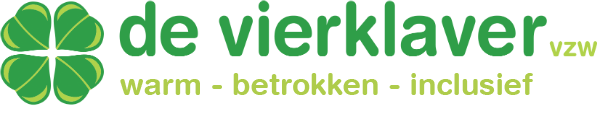 de vierklaver vzw
warm - betrokken - inclusief